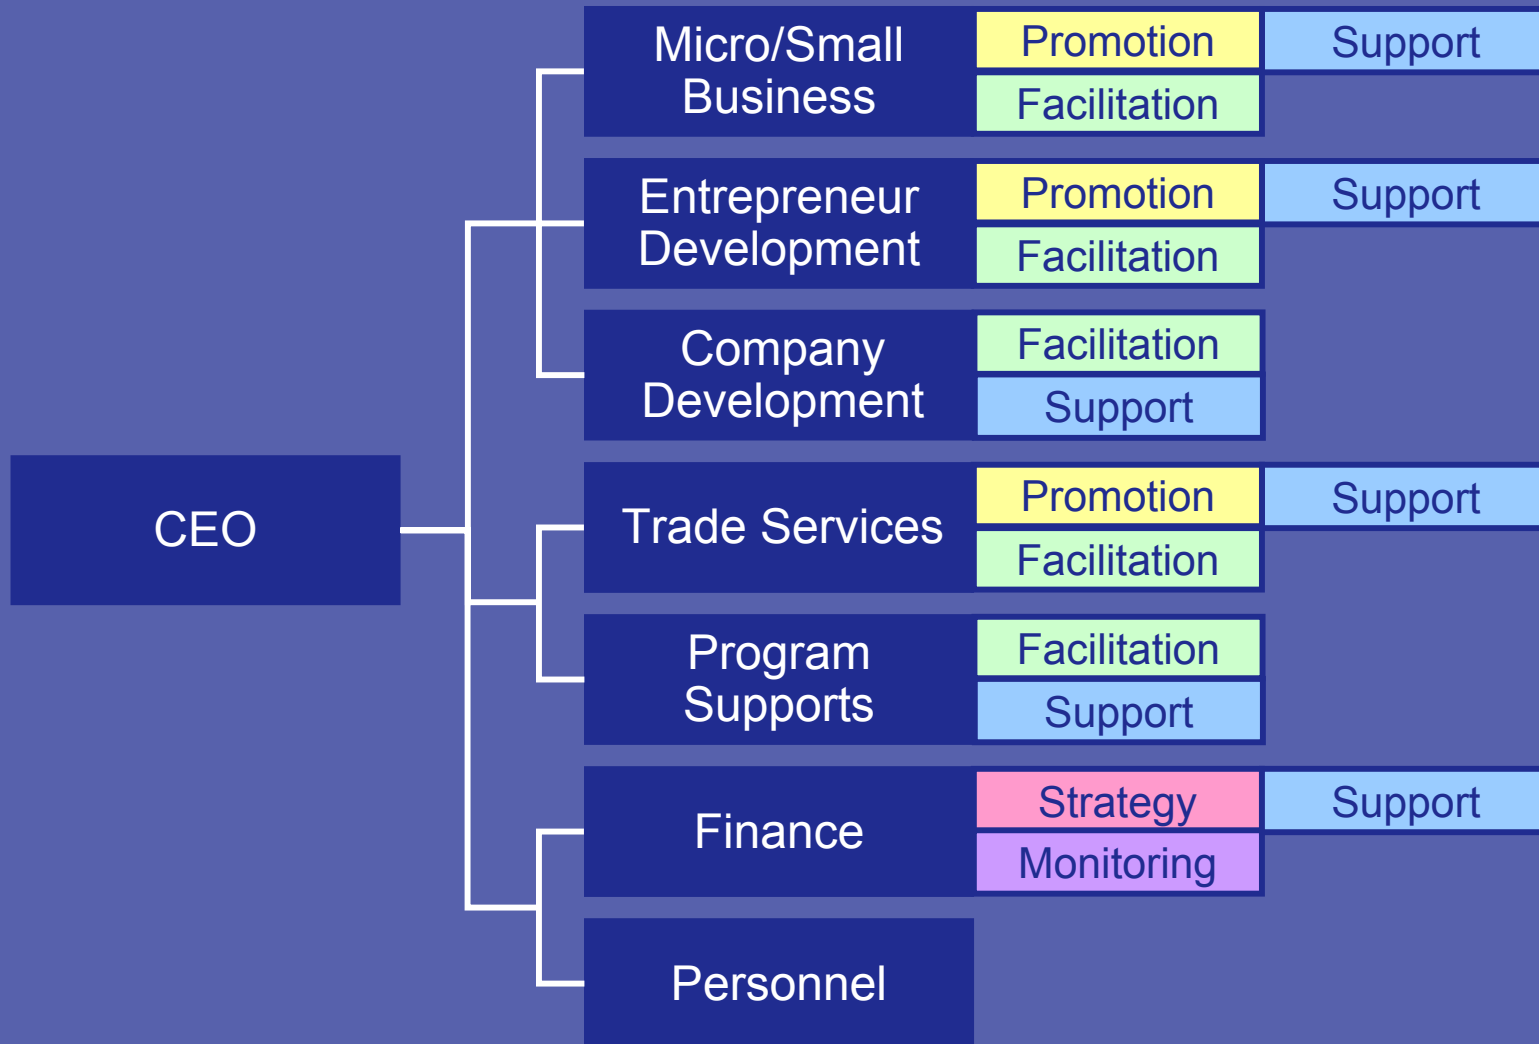 CEO
Micro/Small
Business
Promotion
Support
Facilitation
Entrepreneur
Development
Promotion
Support
Facilitation
Company
Development
Facilitation
Support
Trade Services
Promotion
Support
Facilitation
Program
Supports
Facilitation
Support
Finance
Strategy
Support
Monitoring
Personnel